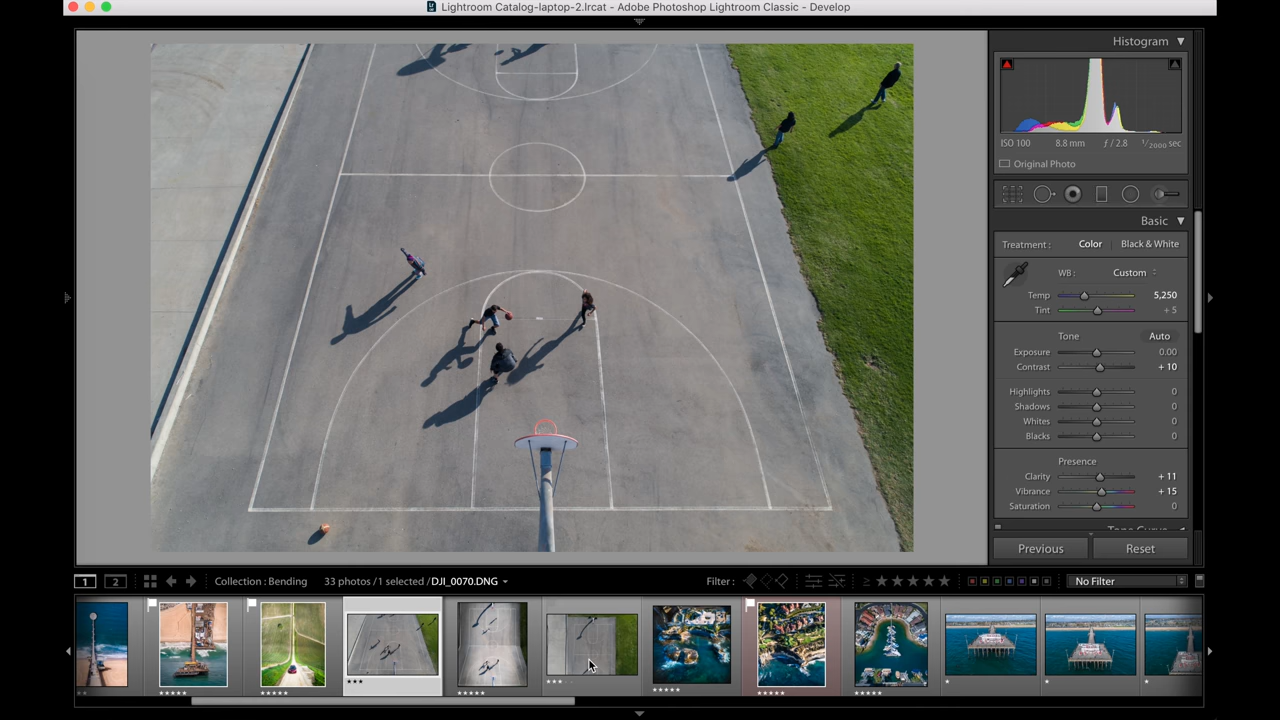 Lightroom Catalog-laptop-2.lrcat - Adobe Photoshop Lightroom Classic - Develop
Histogram
ISO 100 8.8 mm ƒ / 2.8 1/2000 sec
Original Photo
Basic
Treatment : Color Black & White
WB : Custom
Temp 5,250
Tint + 5
Tone Auto
Exposure 0.00
Contrast + 10
Highlights 0
Shadows 0
Whites 0
Blacks 0
Presence
Clarity + 11
Vibrance + 15
Saturation 0
Tone Curve
Previous Reset
1 2 Collection : Bending 33 photos / 1 selected / DJI_0070.DNG Filter : No Filter